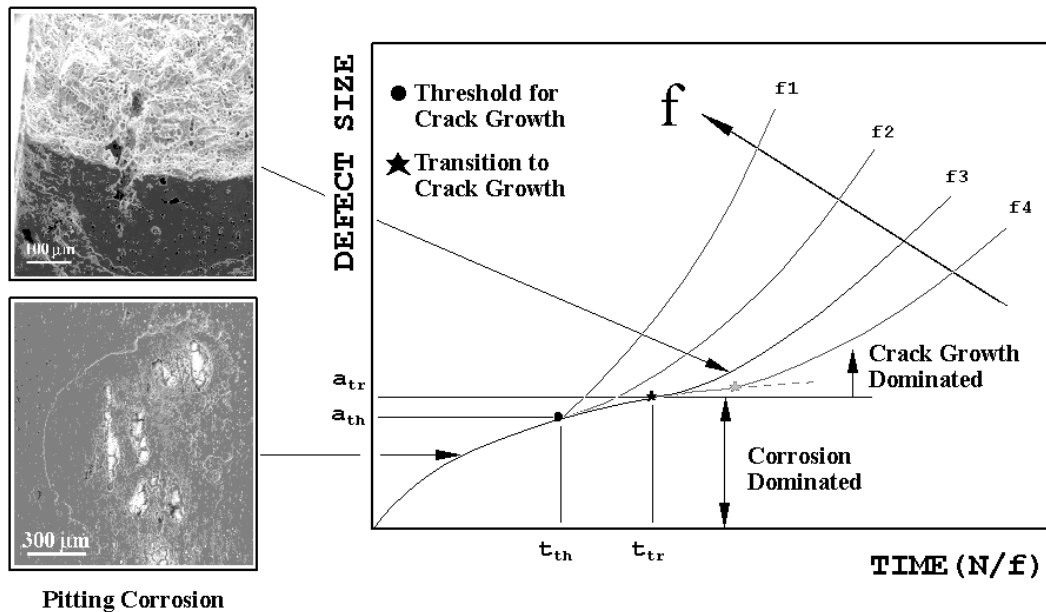 100 μm
300 μm
Pitting Corrosion
DEFECT SIZE
Threshold for
Crack Growth
Transition to
Crack Growth
f
f1
f2
f3
f4
Crack Growth
Dominated
Corrosion
Dominated
a_tr
a_th
t_th
t_tr
TIME(N/f)